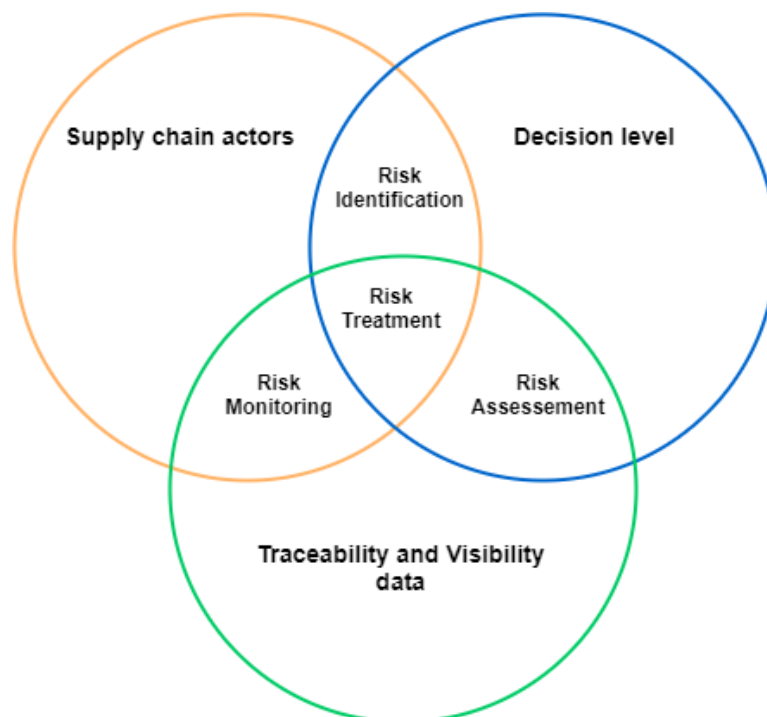 Supply chain actors
Decision level
Risk
Identification
Risk
Treatment
Risk
Monitoring
Risk
Assessement
Traceability and Visibility
data